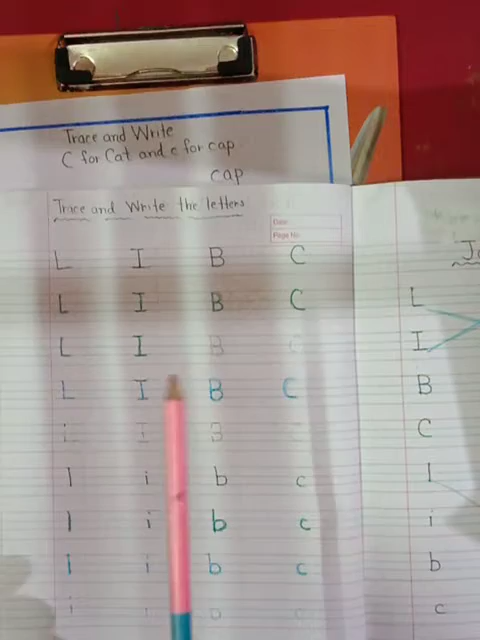 Trace and Write
C for Cat and c for cap
cap
Trace and Write the letters
Date:
Page No.
L I B C
L I B C
L I B
L I B C
L I B
l i b c
l i b c
l i b c
i i b
L
I
B
C
l
i
b
c